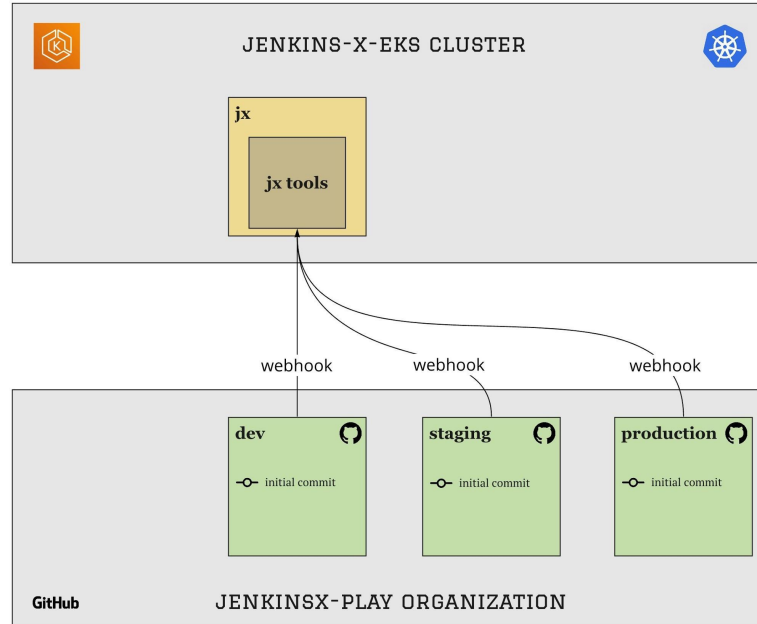 JENKINS-X-EKS CLUSTER
jx
jx tools
webhook
webhook
webhook
dev
staging
production
initial commit
initial commit
initial commit
GitHub
JENKINSX-PLAY ORGANIZATION